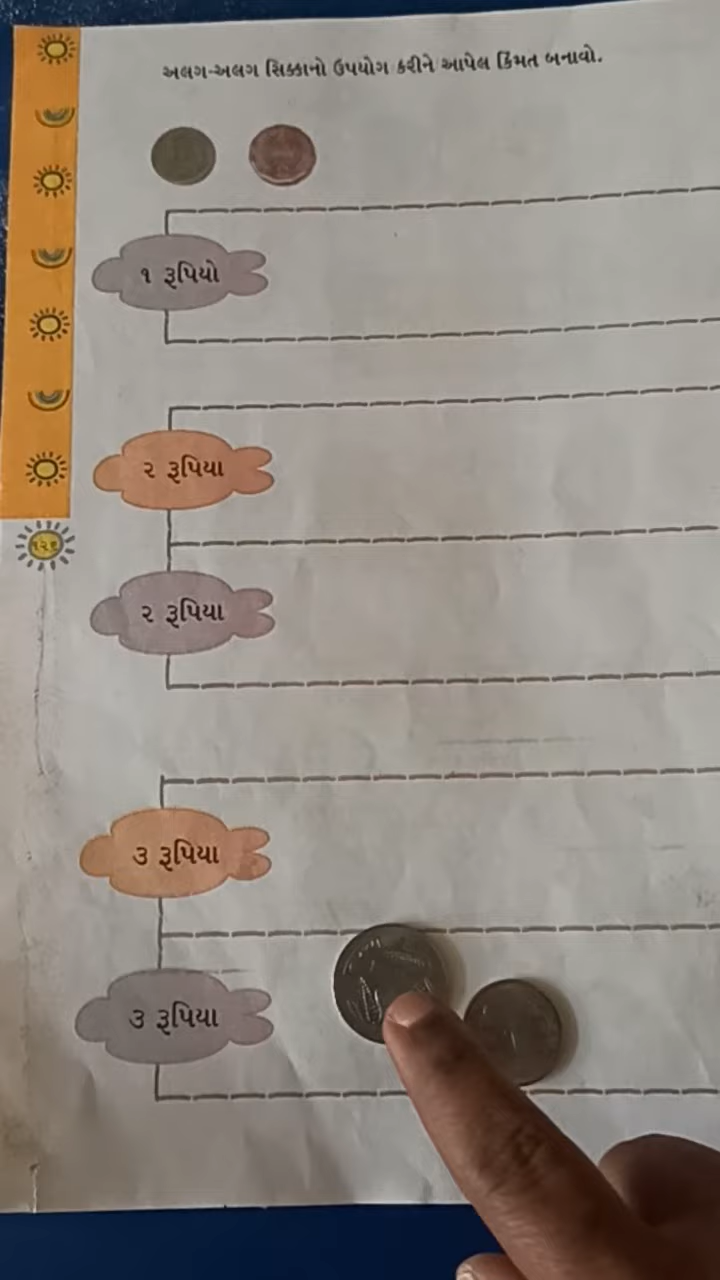 અલગ-અલગ સિક્કાનો ઉપયોગ કરીને આપેલ કિંમત બનાવો.
૧ રૂપિયો
૨ રૂપિયા
૨ રૂપિયા
૩ રૂપિયા
૩ રૂપિયા